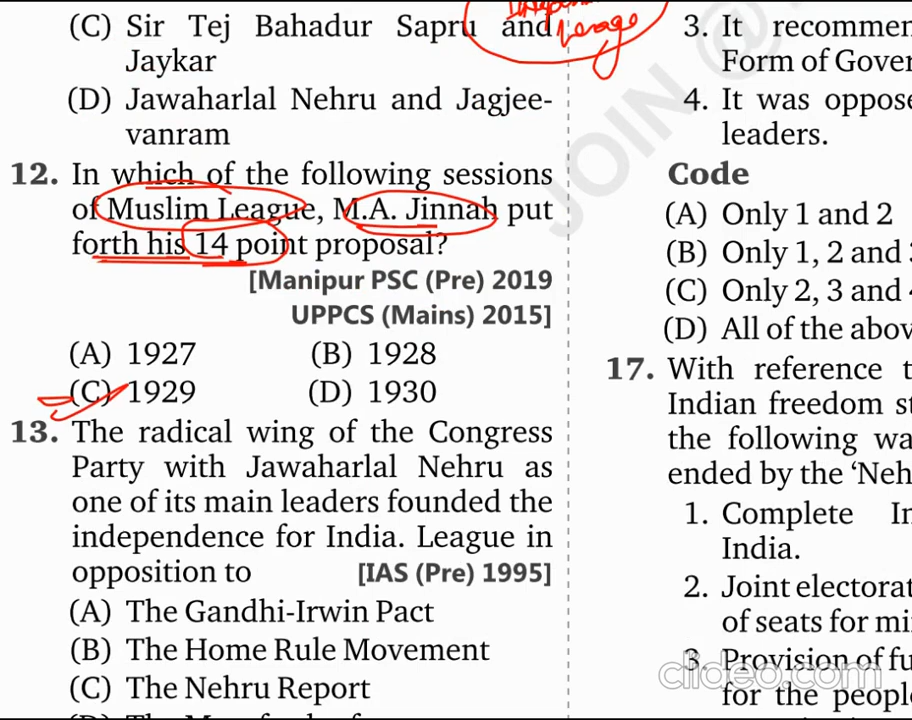 (C) Sir Tej Bahadur Sapru and
Jaykar
(D) Jawaharlal Nehru and Jagjee-
vanram
12. In which of the following sessions
of Muslim League, M.A. Jinnah put
forth his 14 point proposal?
[Manipur PSC (Pre) 2019
UPPCS (Mains) 2015]
(A) 1927 (B) 1928
(C) 1929 (D) 1930
13. The radical wing of the Congress
Party with Jawaharlal Nehru as
one of its main leaders founded the
independence for India. League in
opposition to [IAS (Pre) 1995]
(A) The Gandhi-Irwin Pact
(B) The Home Rule Movement
(C) The Nehru Report
3. It recommen
Form of Gover
4. It was oppose
leaders.
Code
(A) Only 1 and 2
(B) Only 1, 2 and 3
(C) Only 2, 3 and 4
(D) All of the abov
17. With reference t
Indian freedom st
the following wa
ended by the ‘Neh
1. Complete In
India.
2. Joint electorat
of seats for mi
3. Provision of fu
for the people
JOIN @
clideo.com